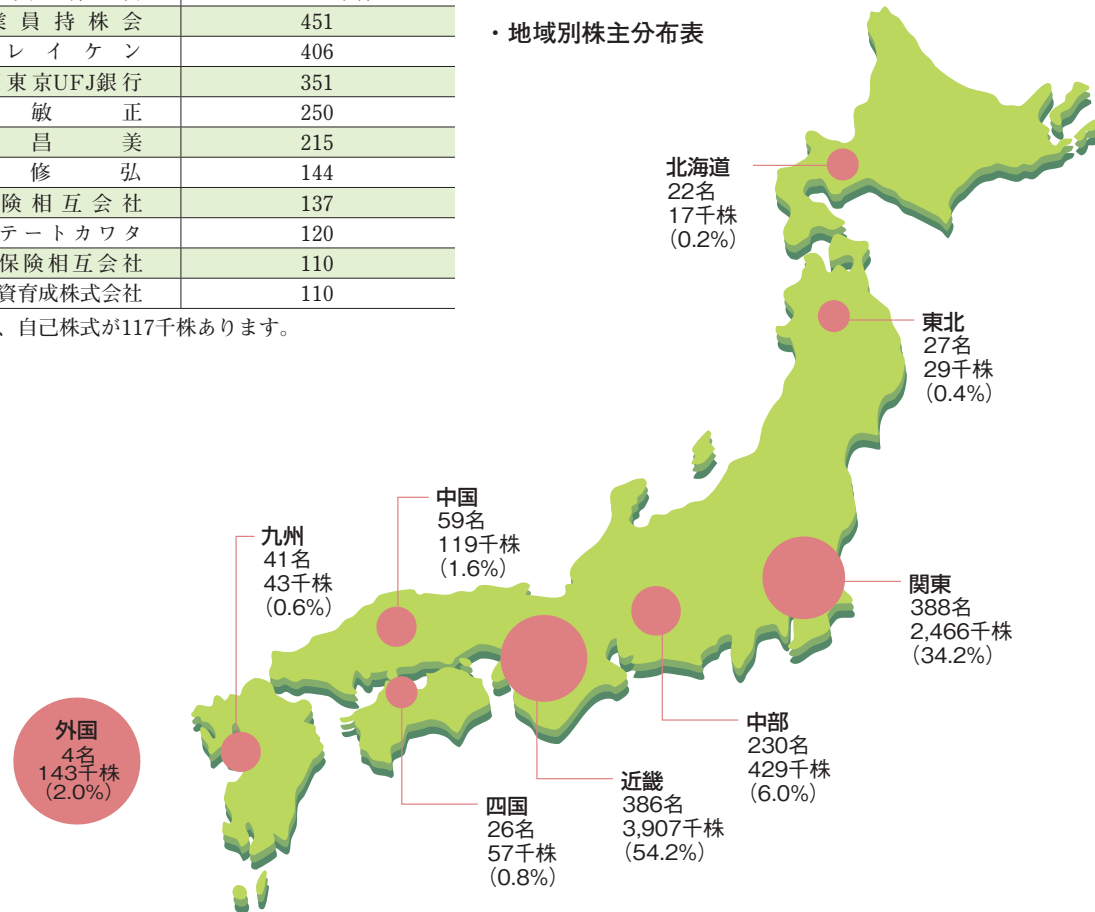 業員持株会 451
レイケン 406
東京UFJ銀行 351
敏正 250
昌美 215
修弘 144
険相互会社 137
テートカワタ 120
保険相互会社 110
資育成株式会社 110
、自己株式が117千株あります。
・地域別株主分布表
北海道
22名
17千株
(0.2%)
東北
27名
29千株
(0.4%)
関東
388名
2,466千株
(34.2%)
中部
230名
429千株
(6.0%)
近畿
386名
3,907千株
(54.2%)
中国
59名
119千株
(1.6%)
四国
26名
57千株
(0.8%)
九州
41名
43千株
(0.6%)
外国
4名
143千株
(2.0%)